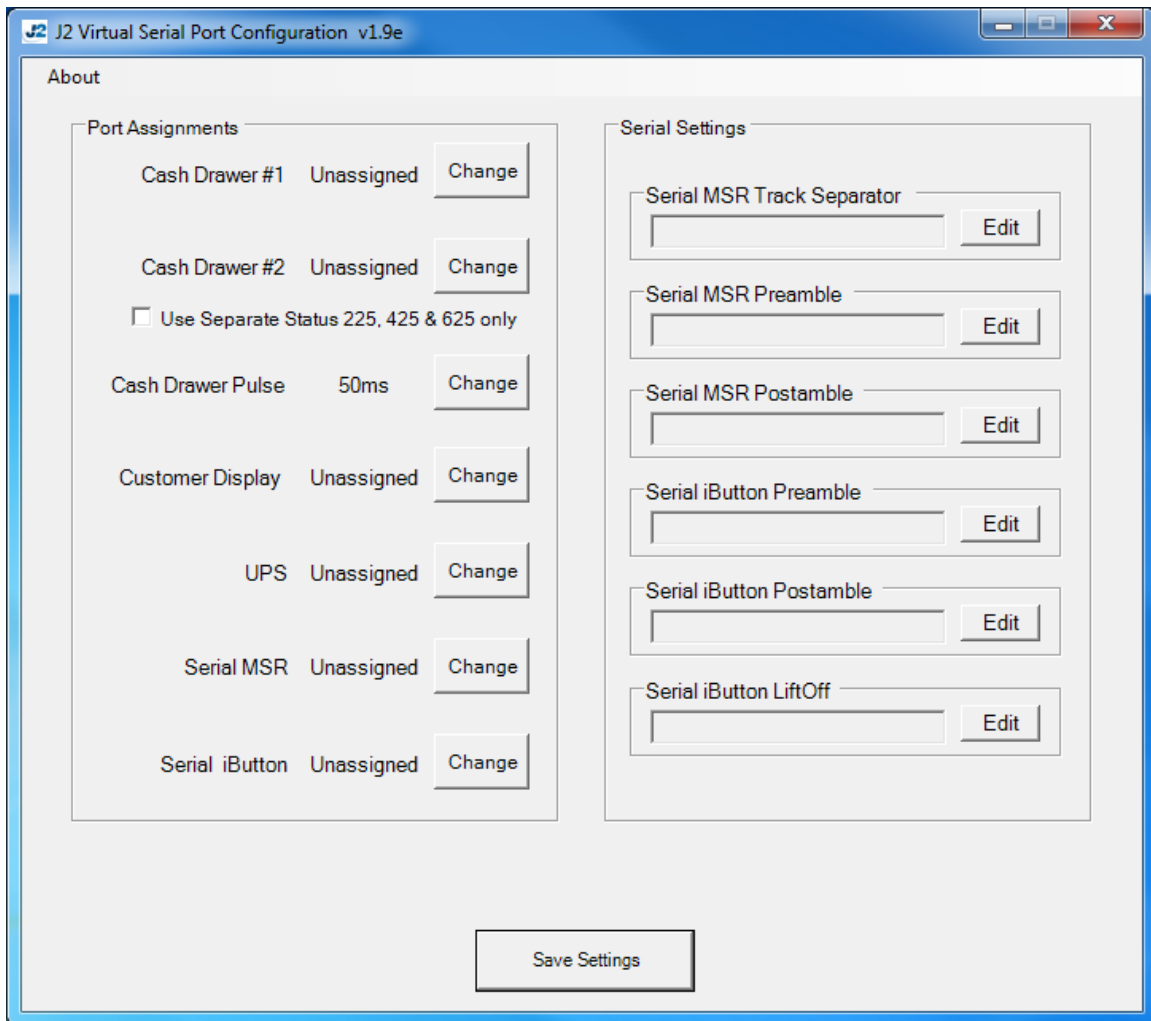 J2 J2 Virtual Serial Port Configuration v1.9e
X
About
Port Assignments
Cash Drawer #1 Unassigned Change
Cash Drawer #2 Unassigned Change
Use Separate Status 225, 425 & 625 only
Cash Drawer Pulse 50ms Change
Customer Display Unassigned Change
UPS Unassigned Change
Serial MSR Unassigned Change
Serial iButton Unassigned Change
Serial Settings
Serial MSR Track Separator
Edit
Serial MSR Preamble
Edit
Serial MSR Postamble
Edit
Serial iButton Preamble
Edit
Serial iButton Postamble
Edit
Serial iButton LiftOff
Edit
Save Settings